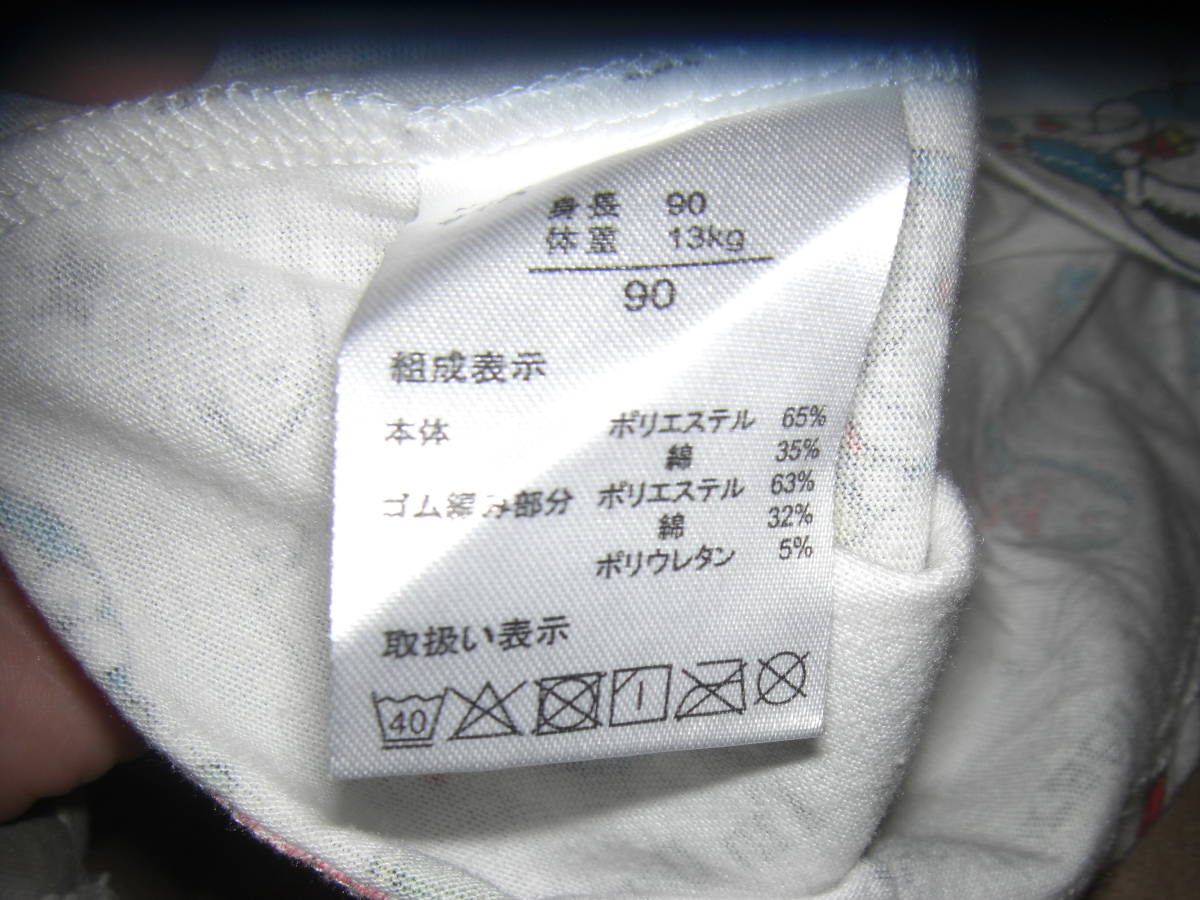 身長 90
体重 13kg
90
組成表示
本体 ポリエステル 65%
綿 35%
ゴム編み部分 ポリエステル 63%
綿 32%
ポリウレタン 5%
取扱い表示
40